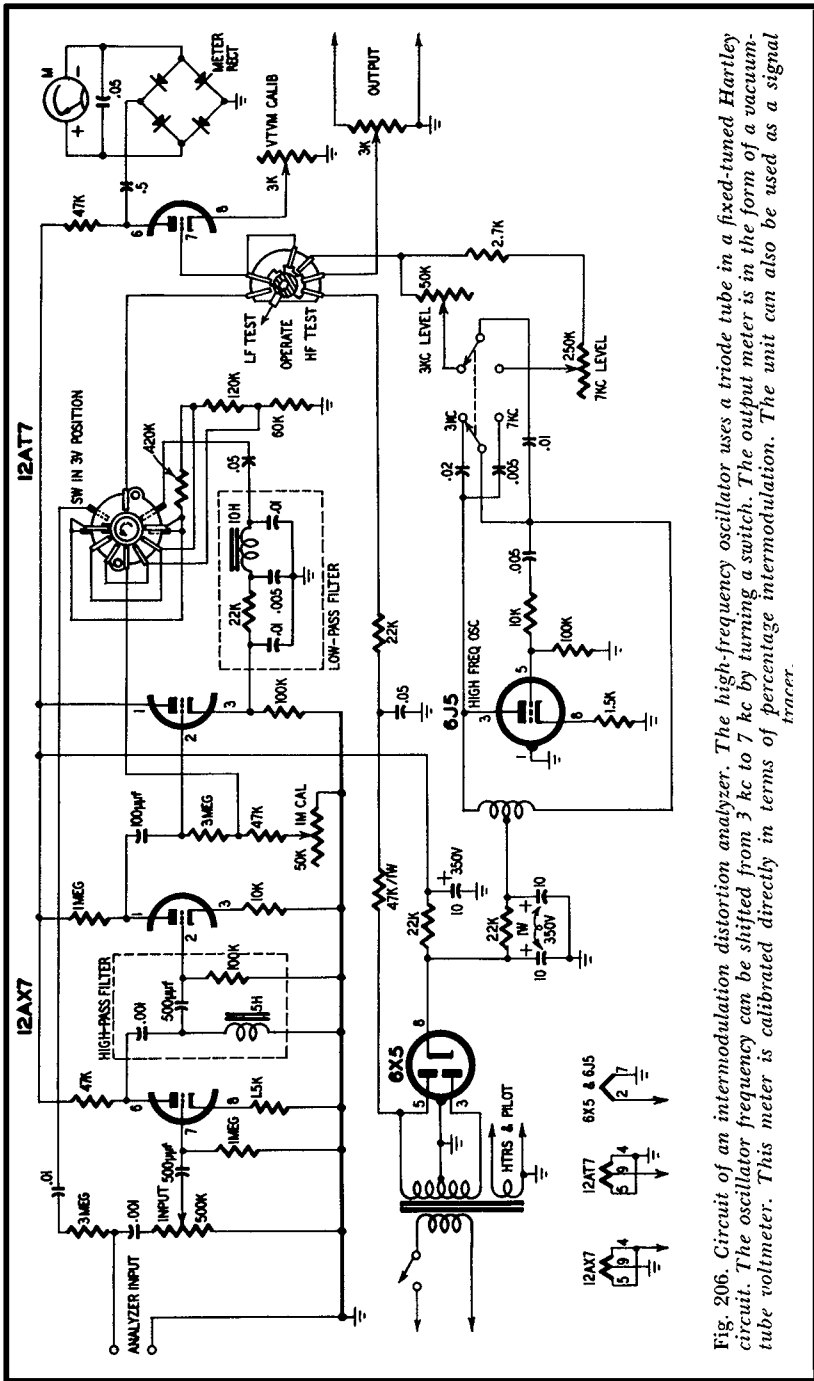 12AX7
12AT7
ANALYZER INPUT
3MEG
.01
.001
INPUT
500K
500μμf
1MEG
47K
6
7
8
1.5K
HIGH-PASS FILTER
.001
500μμf
5H
100K
1MEG
2
3
10K
100μμf
3MEG
47K
50K
IM CAL
1
2
3
100K
SW IN 3V POSITION
420K
120K
60K
.05
LOW-PASS FILTER
22K
10H
.01
.005
.01
47K
6
7
8
.5
M
+
-
.05
METER
RECT
3K
VTVM CALIB
3K
OUTPUT
LF TEST
OPERATE
HF TEST
2.7K
50K
3KC LEVEL
250K
7KC LEVEL
3KC
7KC
.02
.005
.01
.005
10K
100K
6J5
HIGH FREQ OSC
3
5
8
1
1.5K
22K
.05
47K/1W
22K
10
+
350V
22K
1W
350V
+
10
+
10
6X5
5
3
8
HTRS & PILOT
12AX7
5
9
4
12AT7
5
9
4
6X5 & 6J5
2
7
Fig. 206. Circuit of an intermodulation distortion analyzer. The high-frequency oscillator uses a triode tube in a fixed-tuned Hartley
circuit. The oscillator frequency can be shifted from 3 kc to 7 kc by turning a switch. The output meter is in the form of a vacuum-
tube voltmeter. This meter is calibrated directly in terms of percentage intermodulation. The unit can also be used as a signal
tracer.